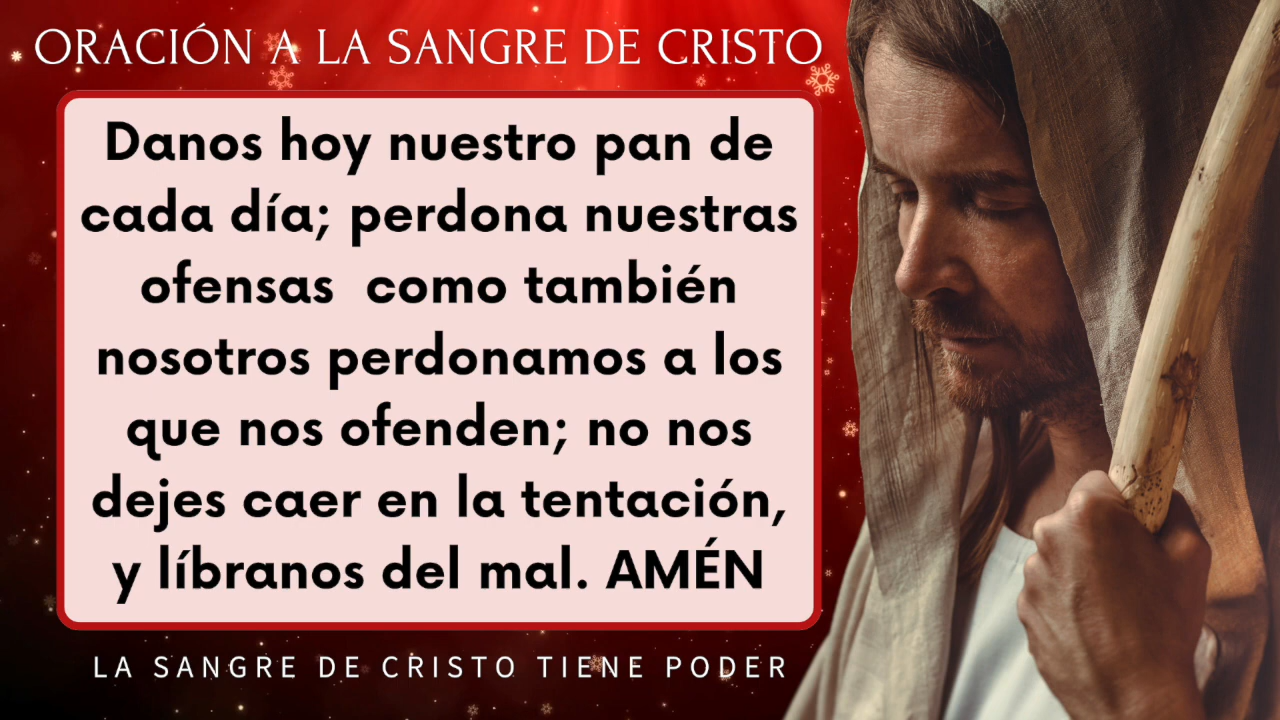 ORACIÓN A LA SANGRE DE CRISTO
Danos hoy nuestro pan de
cada día; perdona nuestras
ofensas  como también
nosotros perdonamos a los
que nos ofenden; no nos
dejes caer en la tentación,
y líbranos del mal. AMÉN
LA SANGRE DE CRISTO TIENE PODER